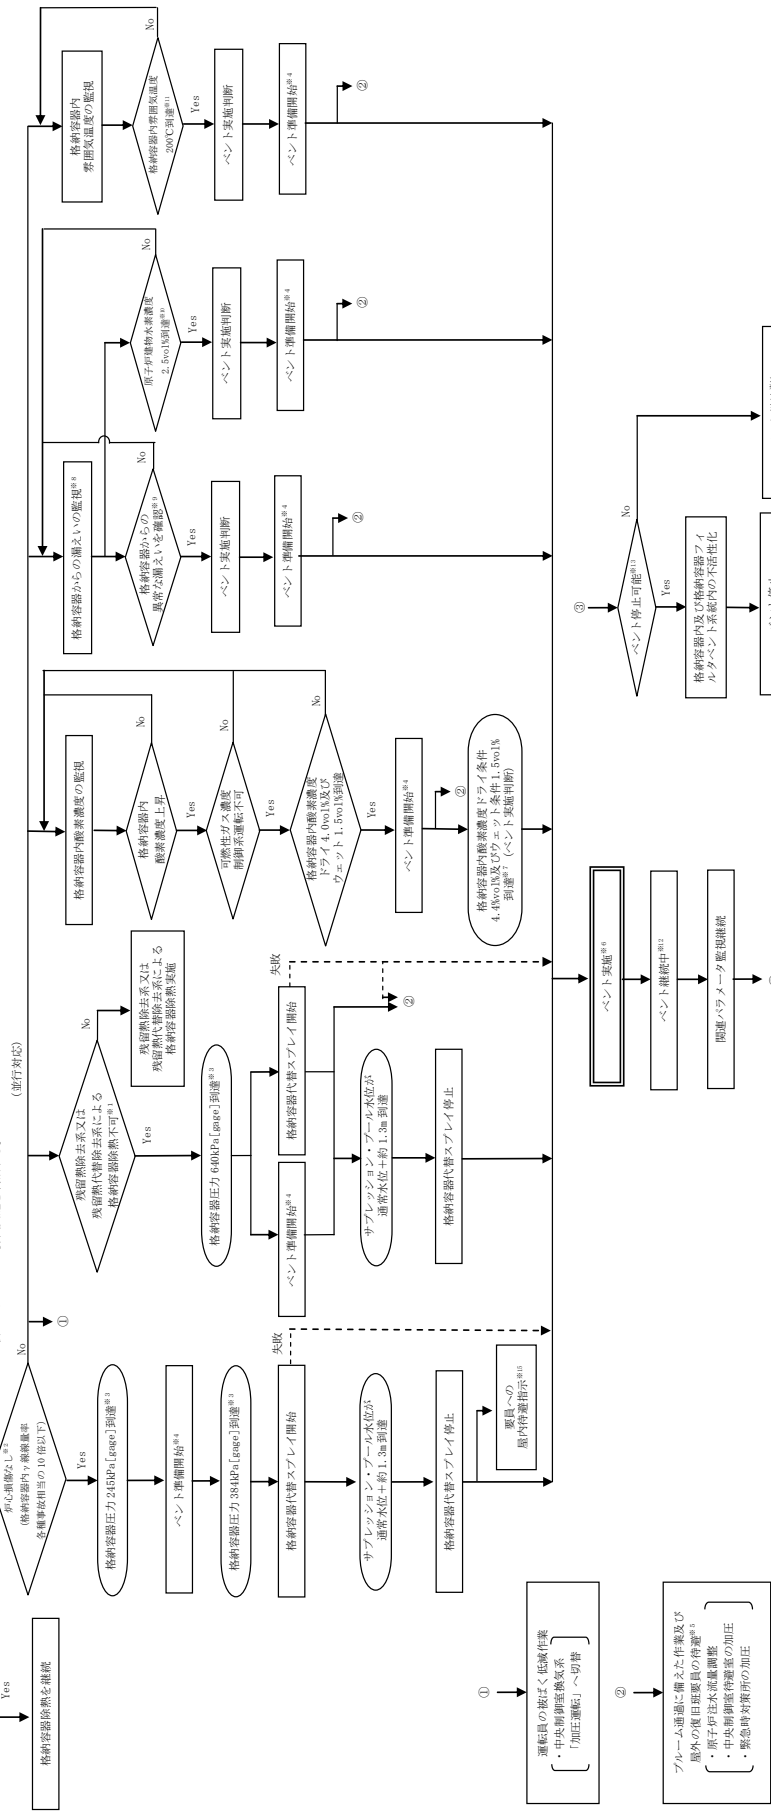 Yes
格納容器除熱を継続
炉心損傷なし※2
(格納容器内γ線線量率
各種事故相当の10倍以下)
No
①
Yes
格納容器圧力 245kPa[gage]到達※3
ベント準備開始※4
格納容器圧力 384kPa[gage]到達※3
格納容器代替スプレイ開始
失敗
サプレッション・プール水位が
通常水位+約1.3m到達
格納容器代替スプレイ停止
要員への
屋内待避指示※15
(並行対応)
残留熱除去系又は
残留熱代替除去系による
格納容器除熱不可※1
No
残留熱除去系又は
残留熱代替除去系による
格納容器除熱実施
Yes
格納容器圧力 640kPa[gage]到達※3
ベント準備開始※4
格納容器代替スプレイ開始
失敗
②
サプレッション・プール水位が
通常水位+約1.3m到達
格納容器代替スプレイ停止
格納容器内酸素濃度の監視
格納容器内
酸素濃度上昇
No
Yes
可燃性ガス濃度
制御系運転不可
No
Yes
格納容器内酸素濃度
ドライ4.0vol%及び
ウェット1.5vol%到達
No
Yes
ベント準備開始※4
②
格納容器内酸素濃度ドライ条件
4.4vol%及びウェット条件1.5vol%
到達※7 (ベント実施判断)
格納容器からの漏えいの監視※8
格納容器からの
異常な漏えいを確認※9
No
Yes
ベント実施判断
ベント準備開始※4
②
原子炉建物水素濃度
2.5vol%到達※10
No
Yes
ベント実施判断
ベント準備開始※4
②
格納容器内
雰囲気温度の監視
格納容器内雰囲気温度
200℃到達※11
No
Yes
ベント実施判断
ベント準備開始※4
②
ベント実施※6
ベント継続中※12
関連パラメータ監視継続
③
ベント停止可能※13
No
Yes
格納容器内及び格納容器フィ
ルタベント系統内の不活性化
①
運転員の被ばく低減作業
・中央制御室換気系
「加圧運転」へ切替
②
プルーム通過に備えた作業及び
屋外の復旧班要員の待避※5
・原子炉注水流量調整
・中央制御室待避室の加圧
・緊急時対策所の加圧